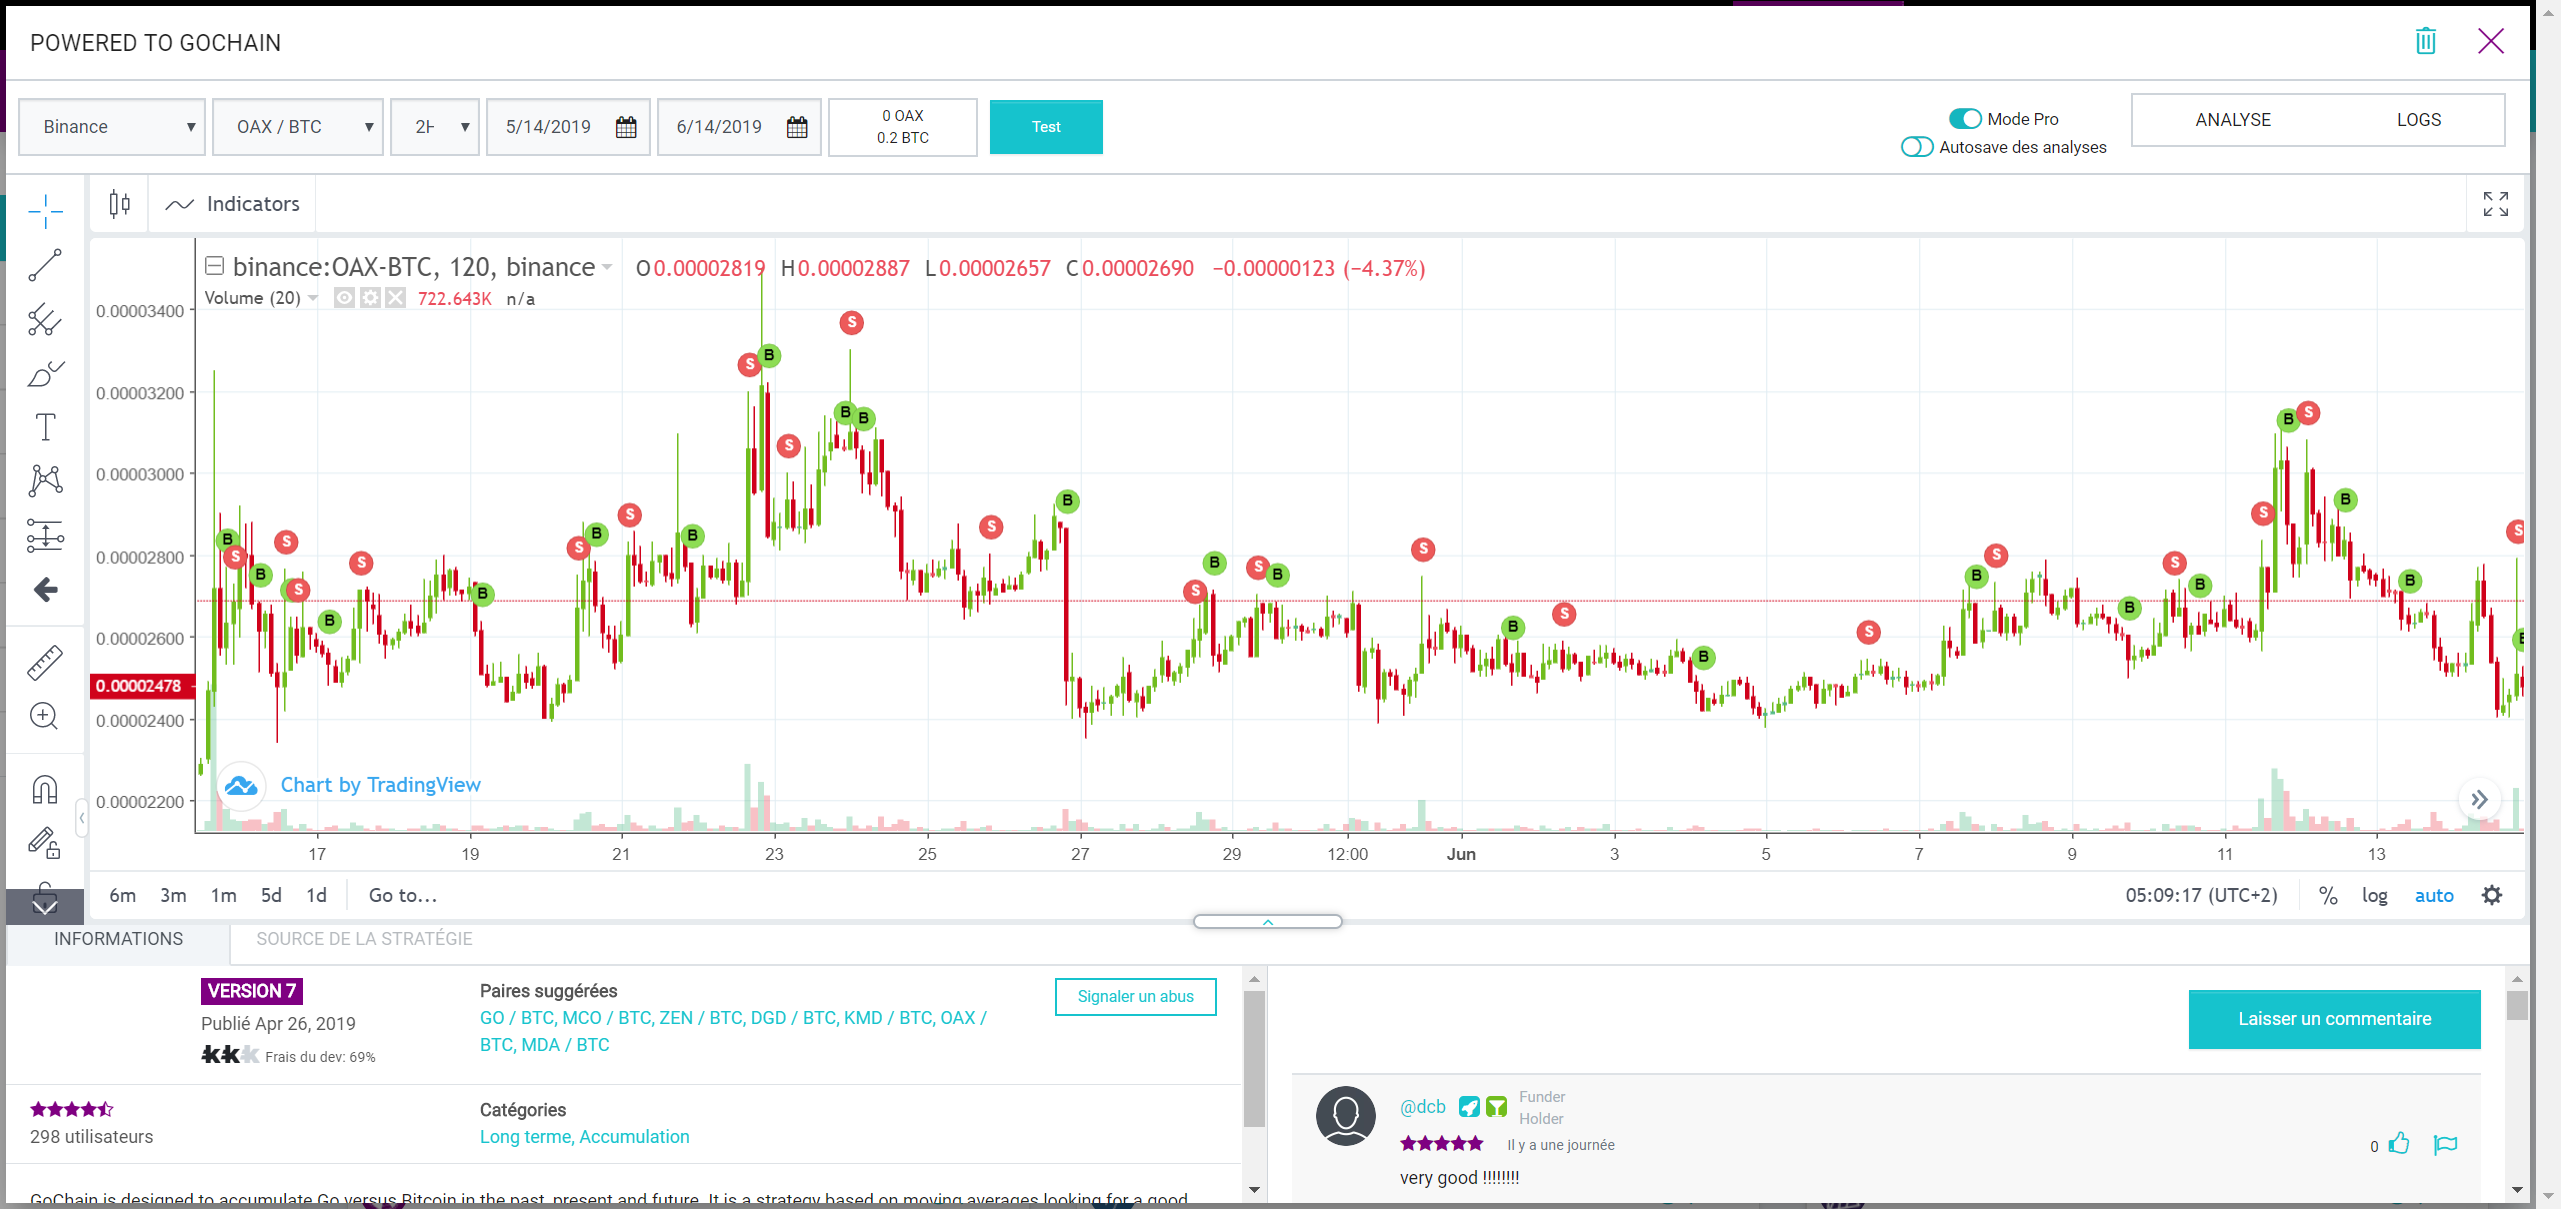 POWERED TO GOCHAIN
Binance
OAX / BTC
5/14/2019
6/14/2019
0 OAX
0.2 BTC
Test
Mode Pro
Autosave des analyses
ANALYSE
LOGS
Indicators
binance:OAX-BTC, 120, binance O0.00002819 H0.00002887 L0.00002657 C0.00002690 −0.00000123 (−4.37%)
Volume (20) 722.643K n/a
0.00003400
0.00003200
0.00003000
0.00002800
0.00002600
0.00002478
0.00002400
0.00002200
S
S B
B B
S
B
B
S
B S
S
B
S
B
S
S
B
S
B
S
B
S
B
S
B
S
S B
S
B
S
B
S
B
S
B
S
B
S
B
S
B
S
B
B
S
B
Chart by TradingView
17 19 21 23 25 27 29 12:00 Jun 3 5 7 9 11 13
6m 3m 1m 5d 1d Go to...
05:09:17 (UTC+2) % log auto
INFORMATIONS
SOURCE DE LA STRATÉGIE
VERSION 7
Publié Apr 26, 2019
Frais du dev: 69%
Paires suggérées
GO / BTC, MCO / BTC, ZEN / BTC, DGD / BTC, KMD / BTC, OAX /
BTC, MDA / BTC
Signaler un abus
298 utilisateurs
Catégories
Long terme, Accumulation
GoChain is designed to accumulate Go versus Bitcoin in the past, present and future. It is a strategy based on moving averages looking for a good
Laisser un commentaire
@dcb
Funder
Holder
Il y a une journée
0
very good !!!!!!!!